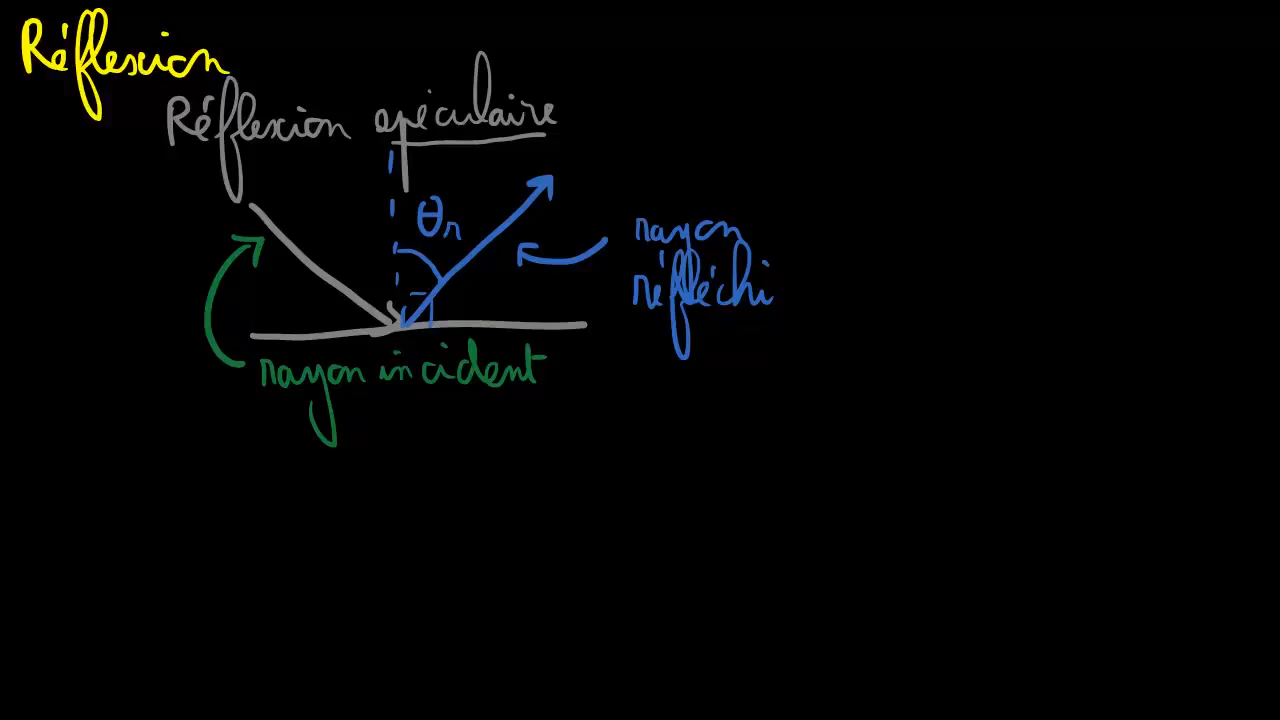 Réflexion
Réflexion spéculaire
θr
rayon
réfléchi
rayon incident